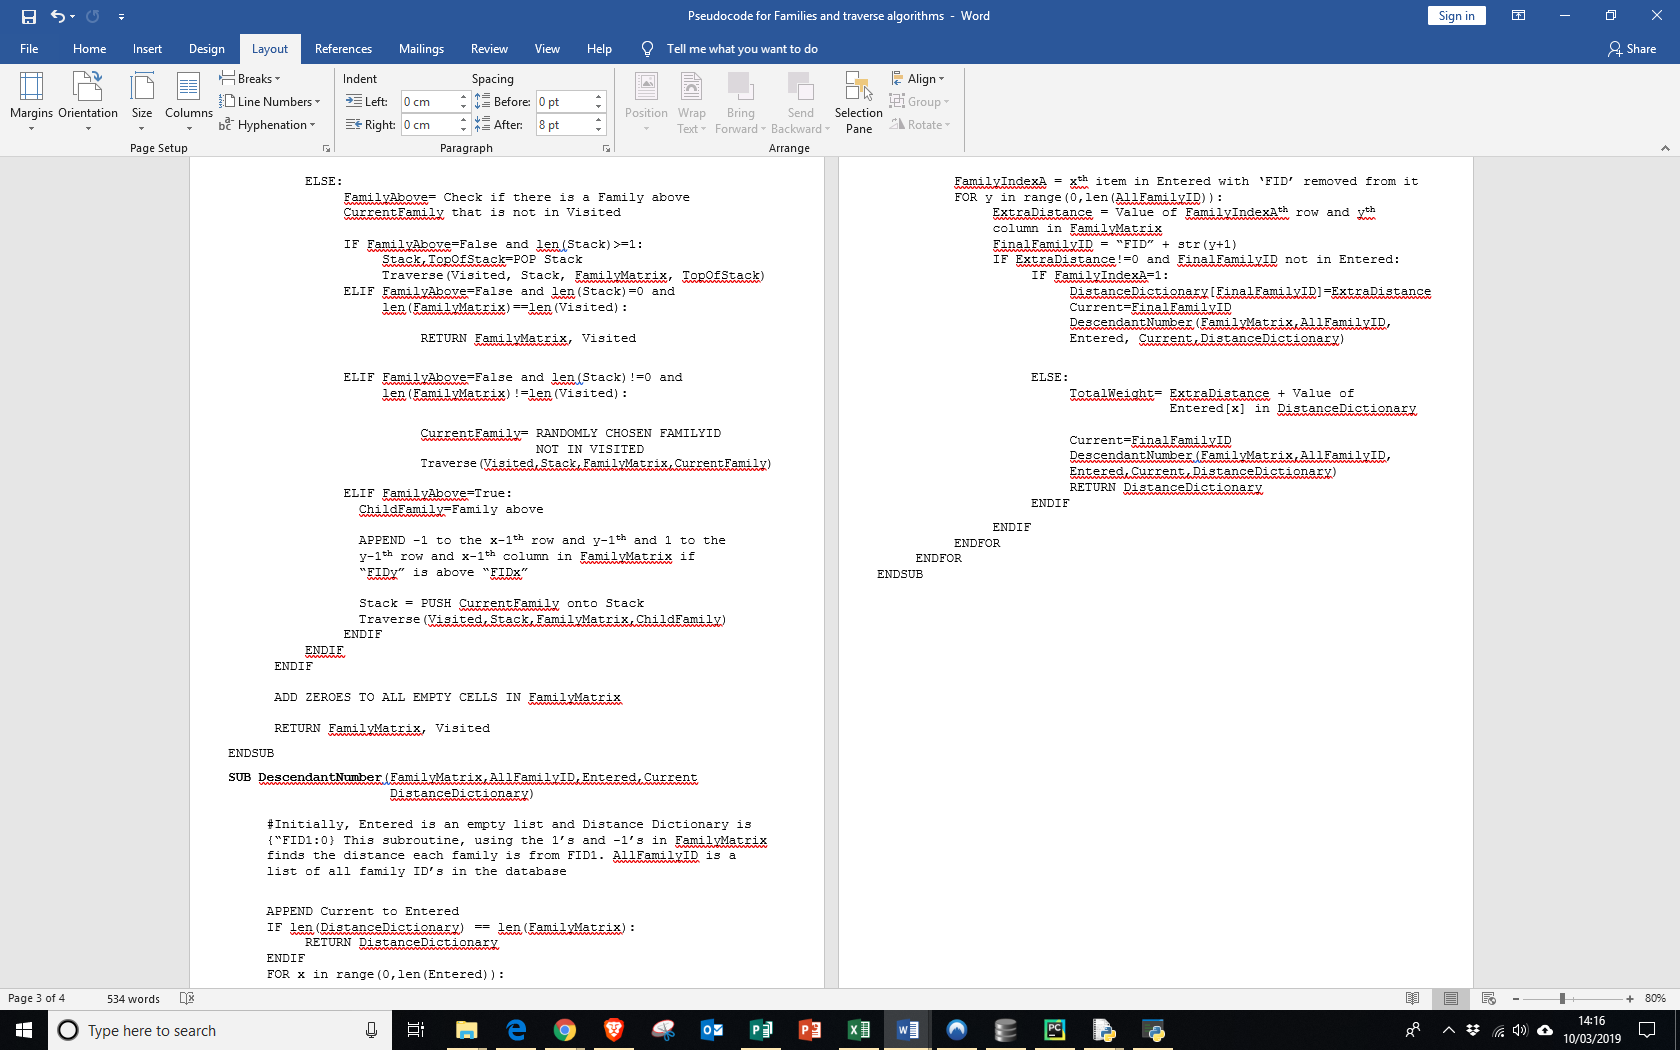 Pseudocode for Families and traverse algorithms - Word
Sign in
File Home Insert Design Layout References Mailings Review View Help Tell me what you want to do Share
Margins Orientation Size Columns
Breaks
Line Numbers
Hyphenation
Page Setup
Indent Spacing
Left: 0 cm Before: 0 pt
Right: 0 cm After: 8 pt
Paragraph
Position Wrap Text Bring Forward Send Backward Selection Pane
Align
Group
Rotate
Arrange
ELSE:
FamilyAbove= Check if there is a Family above
CurrentFamily that is not in Visited
IF FamilyAbove=False and len(Stack)>=1:
Stack,TopOfStack=POP Stack
Traverse(Visited, Stack, FamilyMatrix, TopOfStack)
ELIF FamilyAbove=False and len(Stack)=0 and
len(FamilyMatrix)==len(Visited):
RETURN FamilyMatrix, Visited
ELIF FamilyAbove=False and len(Stack)!=0 and
len(FamilyMatrix)!=len(Visited):
CurrentFamily= RANDOMLY CHOSEN FAMILYID
NOT IN VISITED
Traverse(Visited,Stack,FamilyMatrix,CurrentFamily)
ELIF FamilyAbove=True:
ChildFamily=Family above
APPEND -1 to the x-1th row and y-1th and 1 to the
y-1th row and x-1th column in FamilyMatrix if
“FIDy” is above “FIDx”
Stack = PUSH CurrentFamily onto Stack
Traverse(Visited,Stack,FamilyMatrix,ChildFamily)
ENDIF
ENDIF
ENDIF
ADD ZEROES TO ALL EMPTY CELLS IN FamilyMatrix
RETURN FamilyMatrix, Visited
ENDSUB
SUB DescendantNumber(FamilyMatrix,AllFamilyID,Entered,Current
DistanceDictionary)
#Initially, Entered is an empty list and Distance Dictionary is
{“FID1:0} This subroutine, using the 1’s and -1’s in FamilyMatrix
finds the distance each family is from FID1. AllFamilyID is a
list of all family ID’s in the database
APPEND Current to Entered
IF len(DistanceDictionary) == len(FamilyMatrix):
RETURN DistanceDictionary
ENDIF
FOR x in range(0,len(Entered)):
FamilyIndexA = xth item in Entered with ‘FID’ removed from it
FOR y in range(0,len(AllFamilyID)):
ExtraDistance = Value of FamilyIndexAth row and yth
column in FamilyMatrix
FinalFamilyID = “FID” + str(y+1)
IF ExtraDistance!=0 and FinalFamilyID not in Entered:
IF FamilyIndexA=1:
DistanceDictionary[FinalFamilyID]=ExtraDistance
Current=FinalFamilyID
DescendantNumber(FamilyMatrix,AllFamilyID,
Entered, Current,DistanceDictionary)
ELSE:
TotalWeight= ExtraDistance + Value of
Entered[x] in DistanceDictionary
Current=FinalFamilyID
DescendantNumber(FamilyMatrix,AllFamilyID,
Entered,Current,DistanceDictionary)
RETURN DistanceDictionary
ENDIF
ENDIF
ENDFOR
ENDFOR
ENDSUB
Page 3 of 4 534 words 80%
Type here to search
14:16
10/03/2019